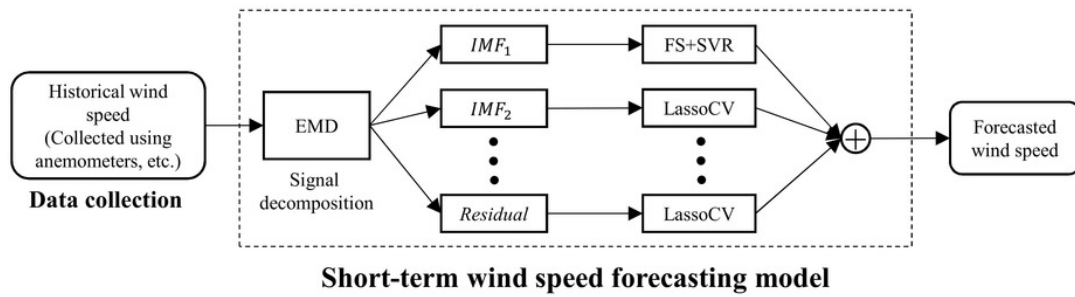 Historical wind
speed
(Collected using
anemometers, etc.)
Data collection
EMD
Signal
decomposition
IMF₁
FS+SVR
IMF₂
LassoCV
Residual
LassoCV
Forecasted
wind speed
Short-term wind speed forecasting model